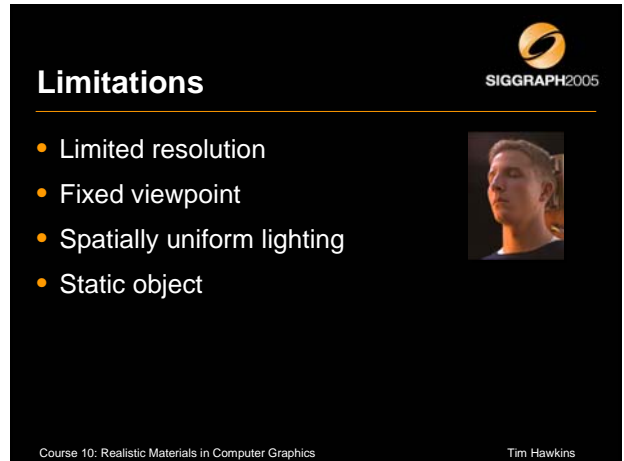 Limitations
SIGGRAPH2005
• Limited resolution
• Fixed viewpoint
• Spatially uniform lighting
• Static object
Course 10: Realistic Materials in Computer Graphics
Tim Hawkins